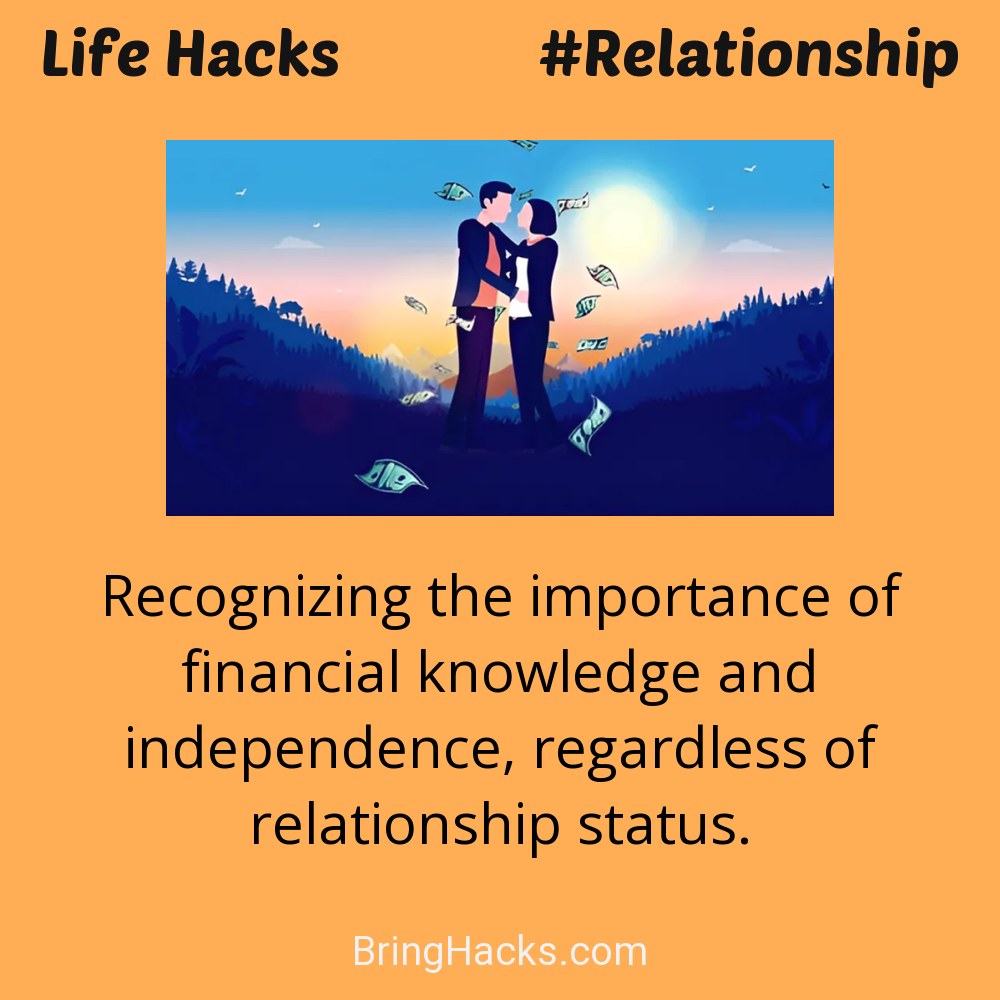 Life Hacks #Relationship
Recognizing the importance of
financial knowledge and
independence, regardless of
relationship status.
BringHacks.com